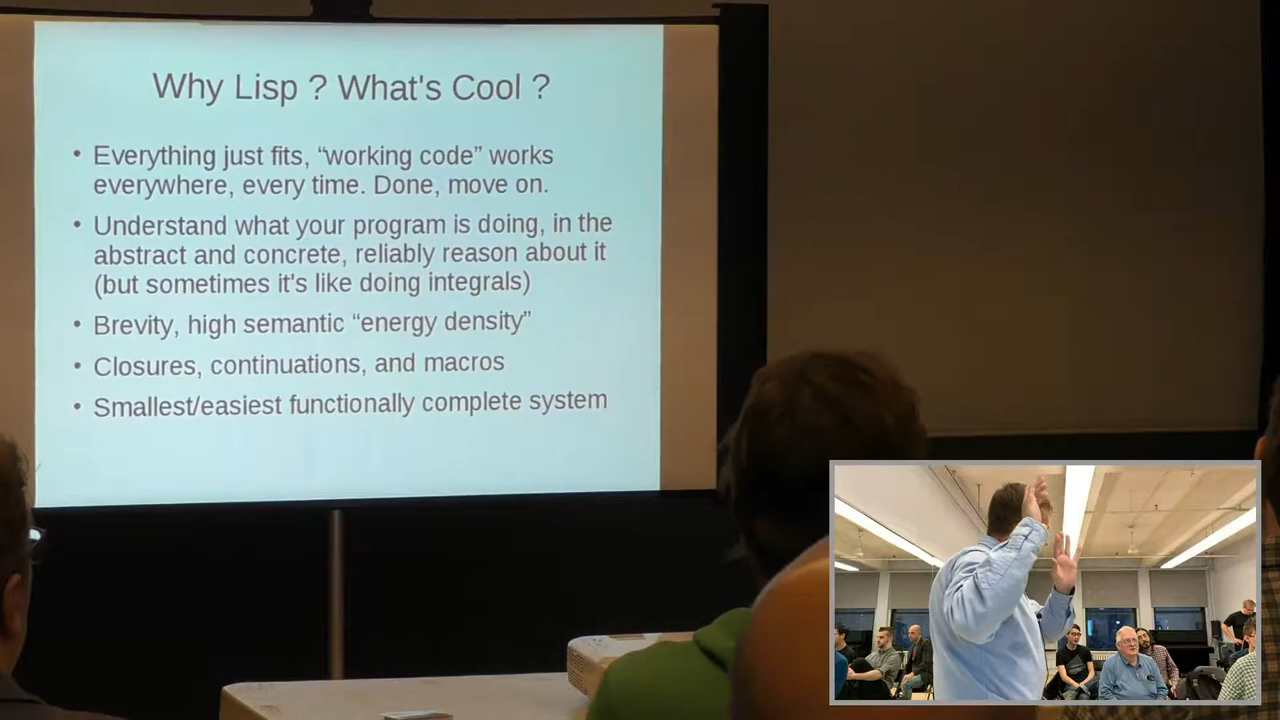 Why Lisp ? What's Cool ?
• Everything just fits, “working code” works
everywhere, every time. Done, move on.
• Understand what your program is doing, in the
abstract and concrete, reliably reason about it
(but sometimes it's like doing integrals)
• Brevity, high semantic “energy density”
• Closures, continuations, and macros
• Smallest/easiest functionally complete system